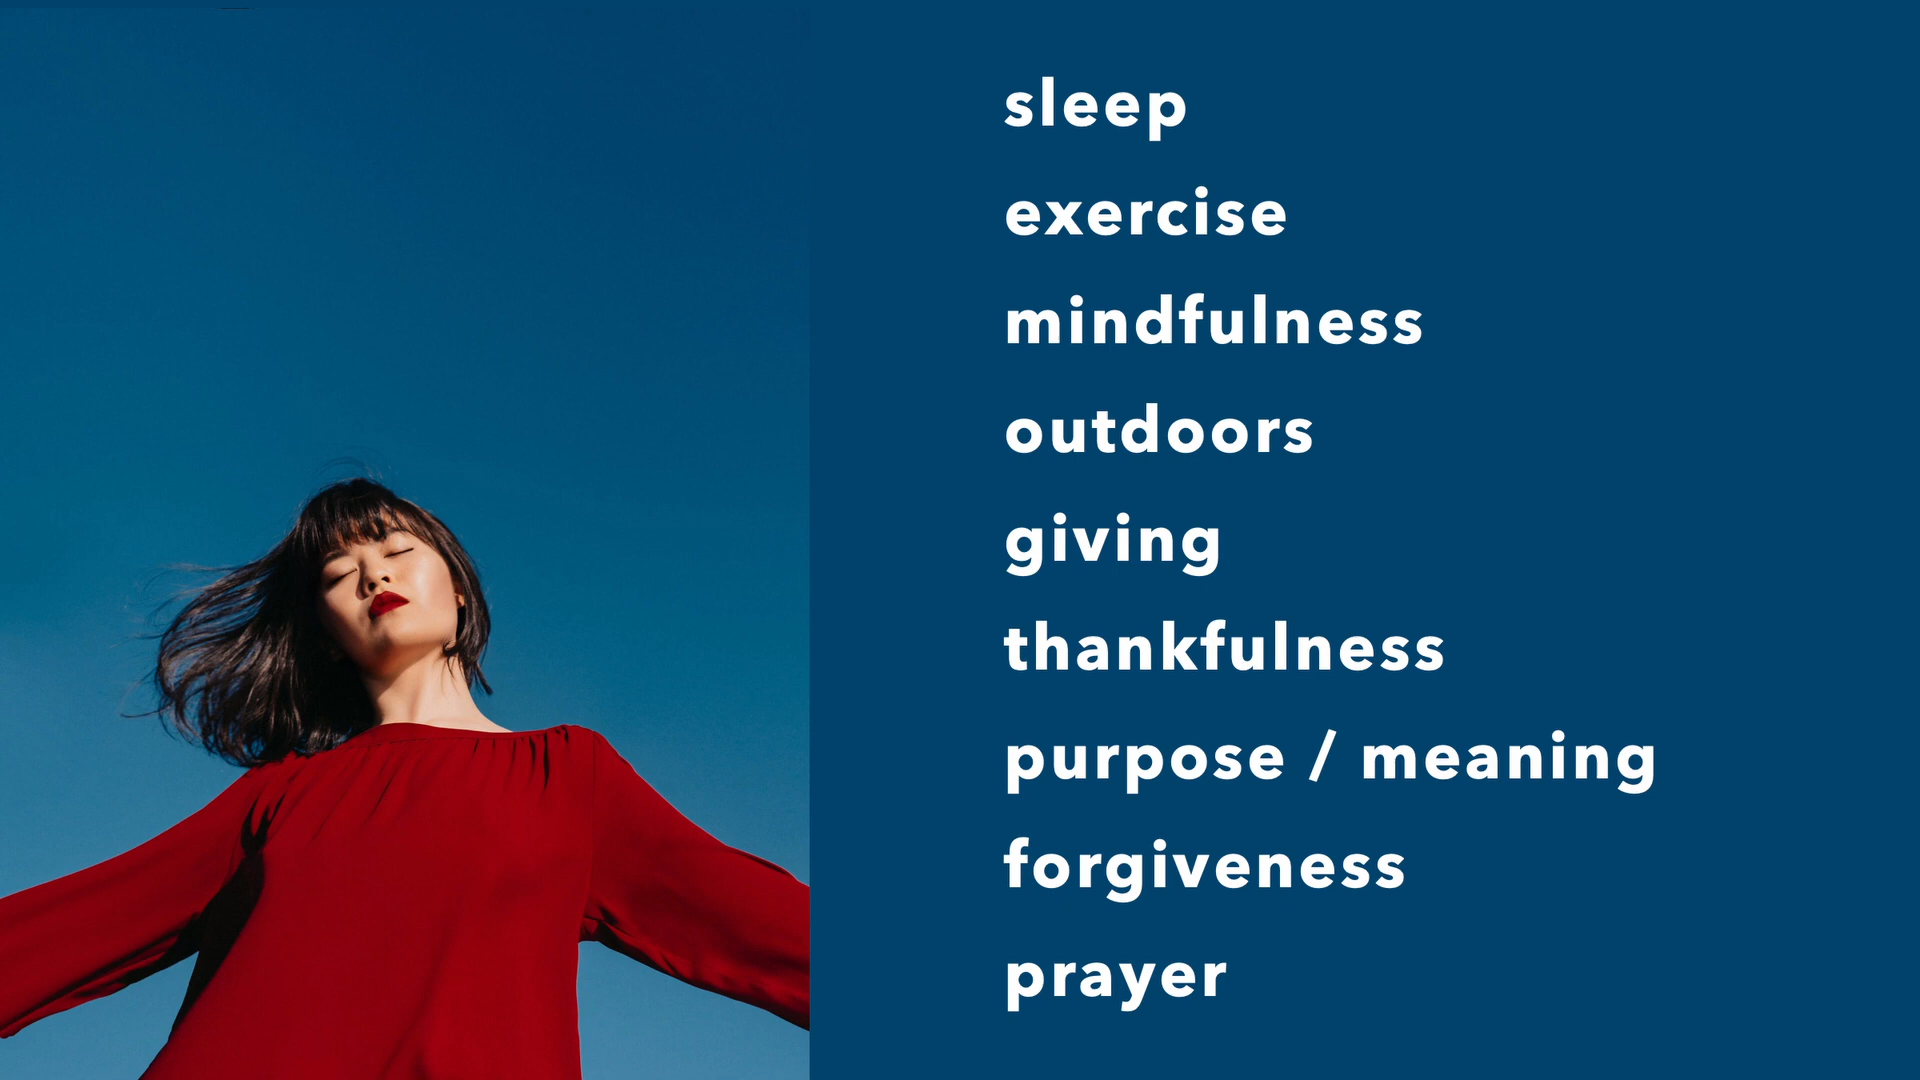 sleep
exercise
mindfulness
outdoors
giving
thankfulness
purpose / meaning
forgiveness
prayer